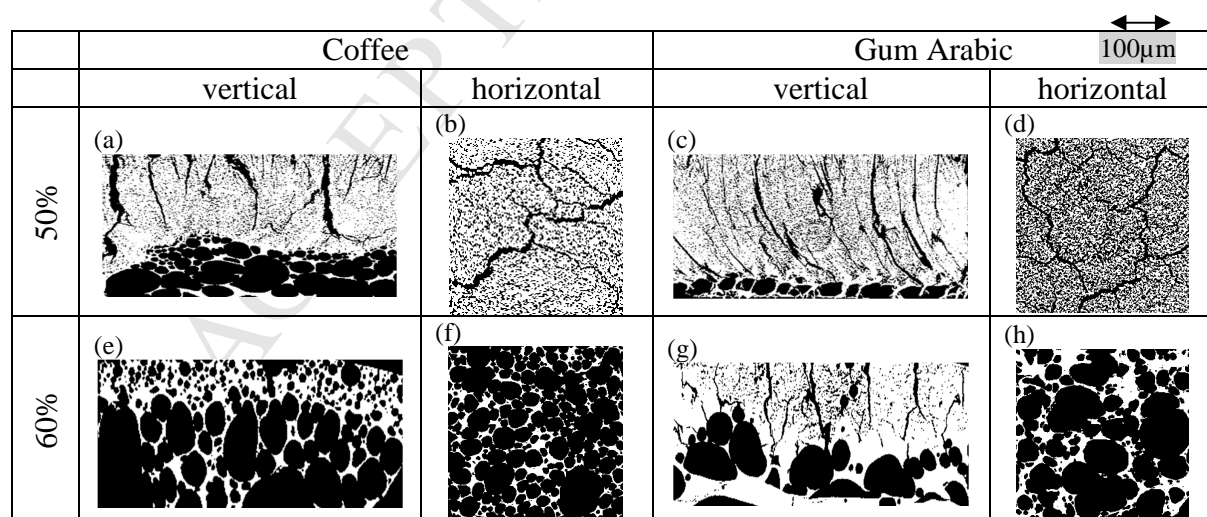 Coffee Gum Arabic 100µm
vertical horizontal vertical horizontal
50% (a) (b) (c) (d)
60% (e) (f) (g) (h)